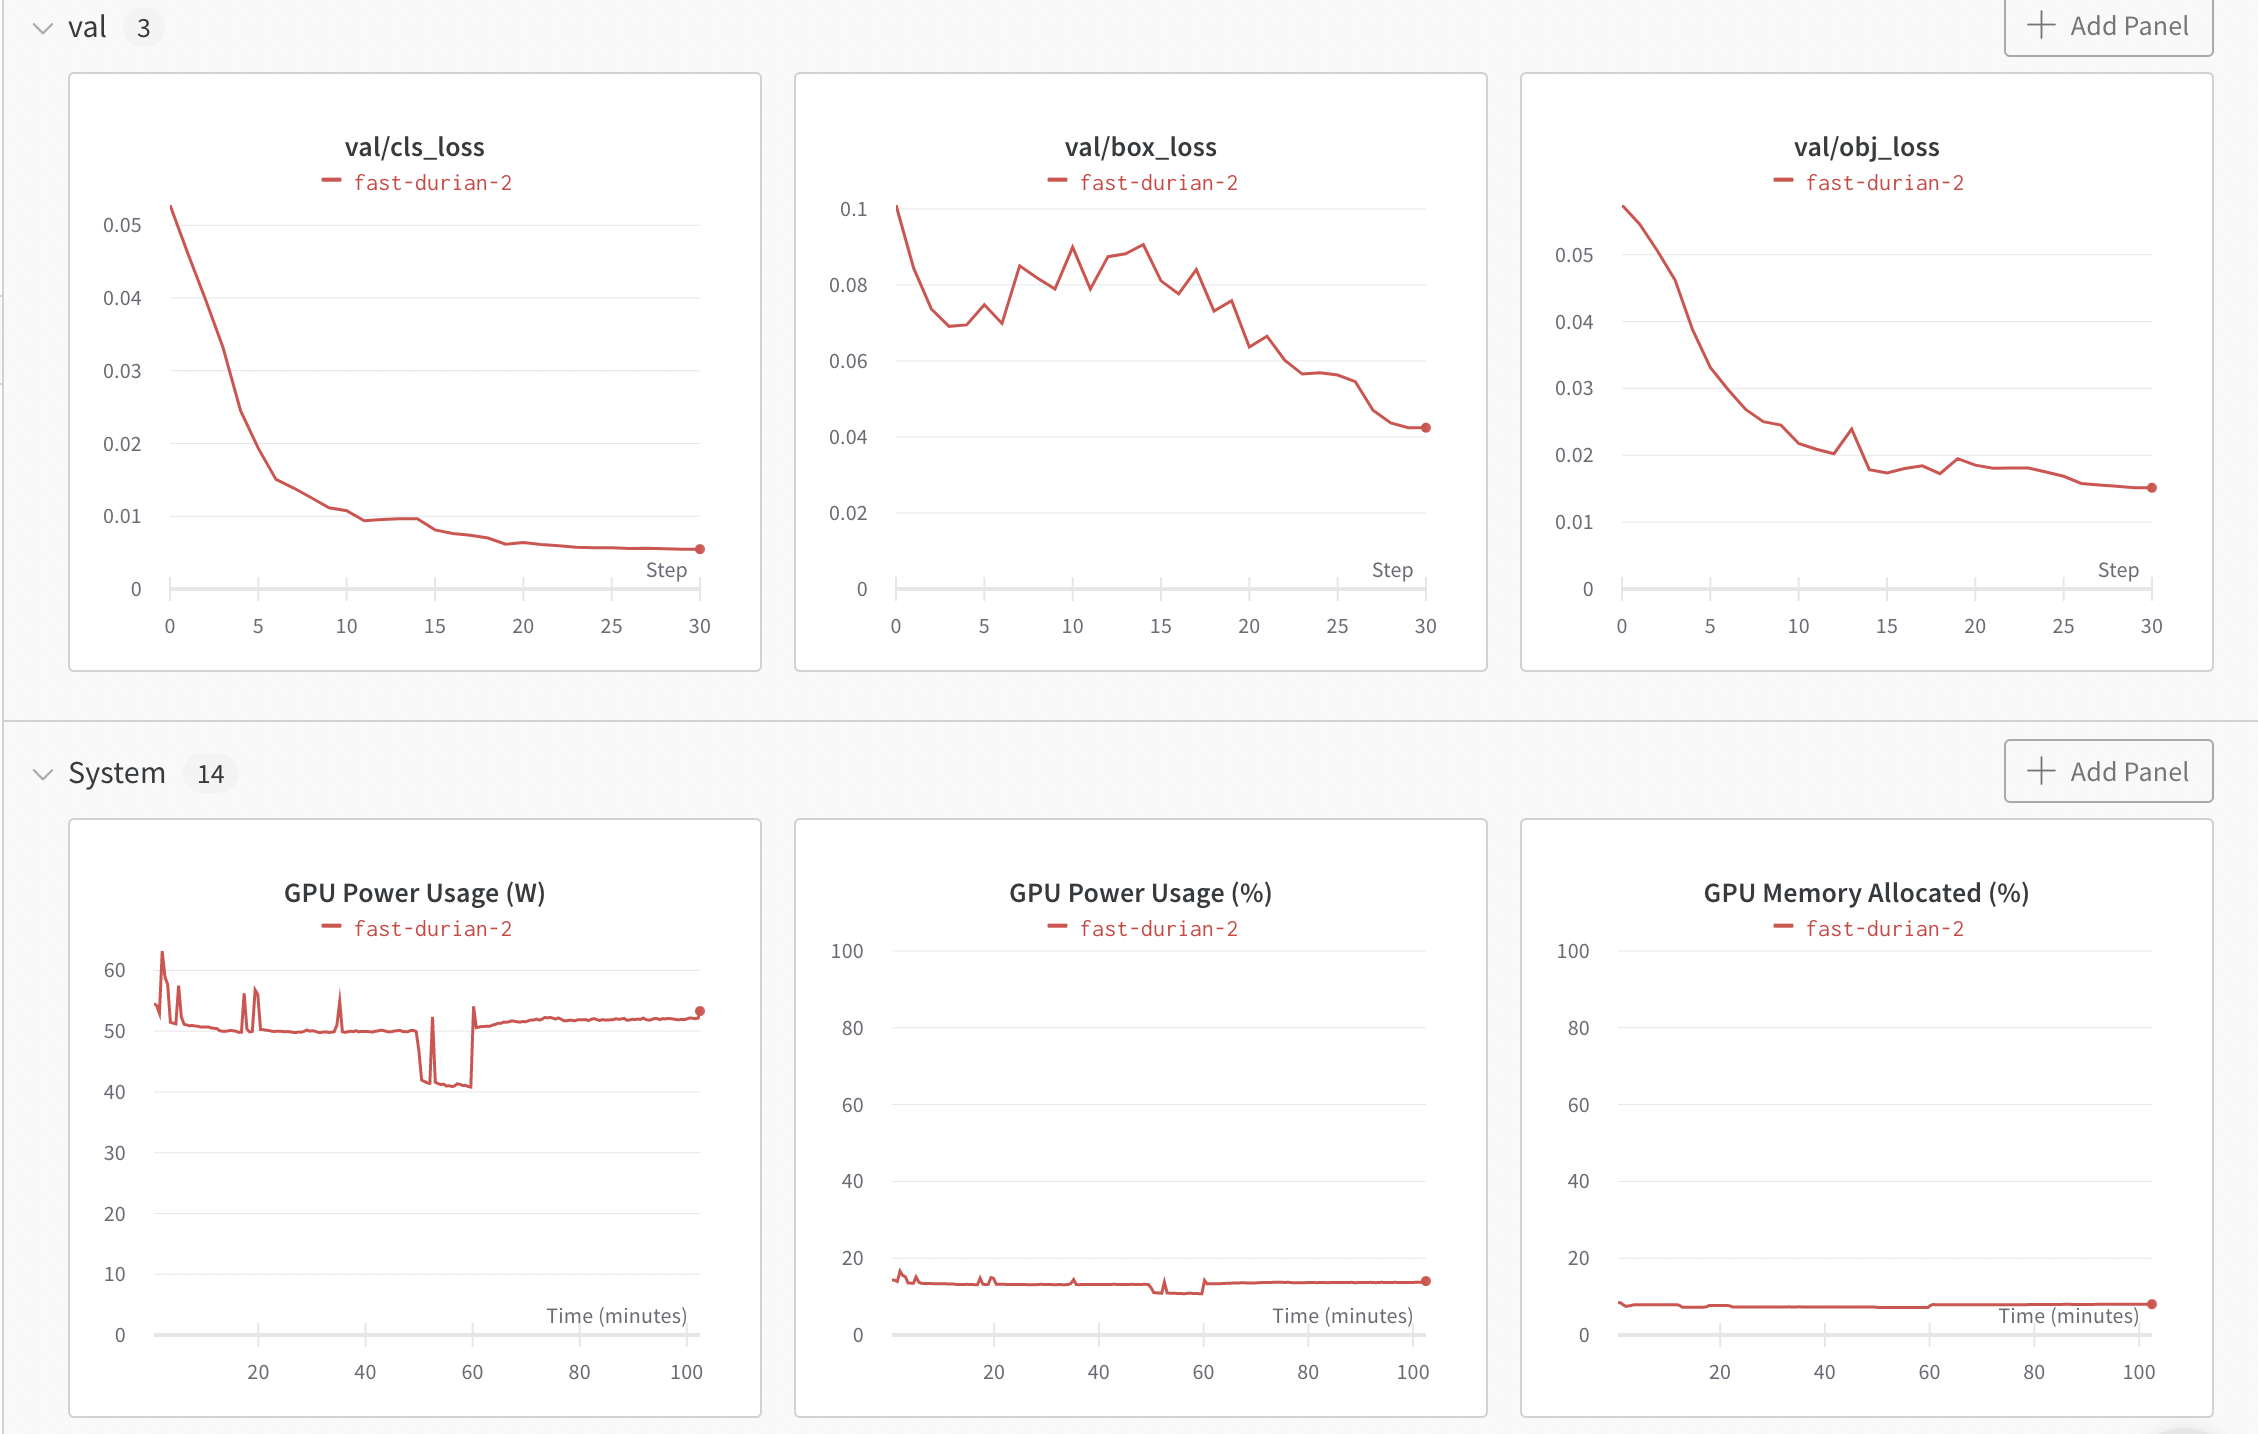 val 3
Add Panel
val/cls_loss
fast-durian-2
0.05
0.04
0.03
0.02
0.01
0
Step
0 5 10 15 20 25 30
val/box_loss
fast-durian-2
0.1
0.08
0.06
0.04
0.02
0
Step
0 5 10 15 20 25 30
val/obj_loss
fast-durian-2
0.05
0.04
0.03
0.02
0.01
0
Step
0 5 10 15 20 25 30
System 14
Add Panel
GPU Power Usage (W)
fast-durian-2
60
50
40
30
20
10
0
Time (minutes)
20 40 60 80 100
GPU Power Usage (%)
fast-durian-2
100
80
60
40
20
0
Time (minutes)
20 40 60 80 100
GPU Memory Allocated (%)
fast-durian-2
100
80
60
40
20
0
Time (minutes)
20 40 60 80 100